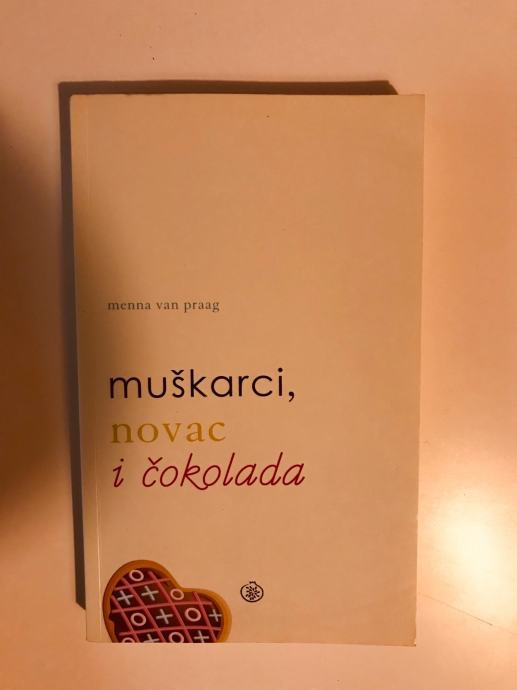 menna van praag
muškarci,
novac
i čokolada